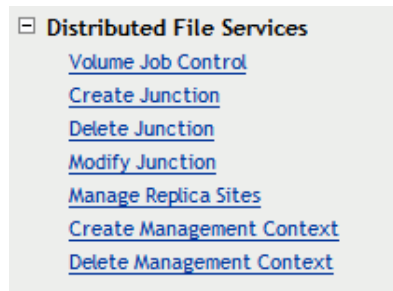 Distributed File Services
Volume Job Control
Create Junction
Delete Junction
Modify Junction
Manage Replica Sites
Create Management Context
Delete Management Context